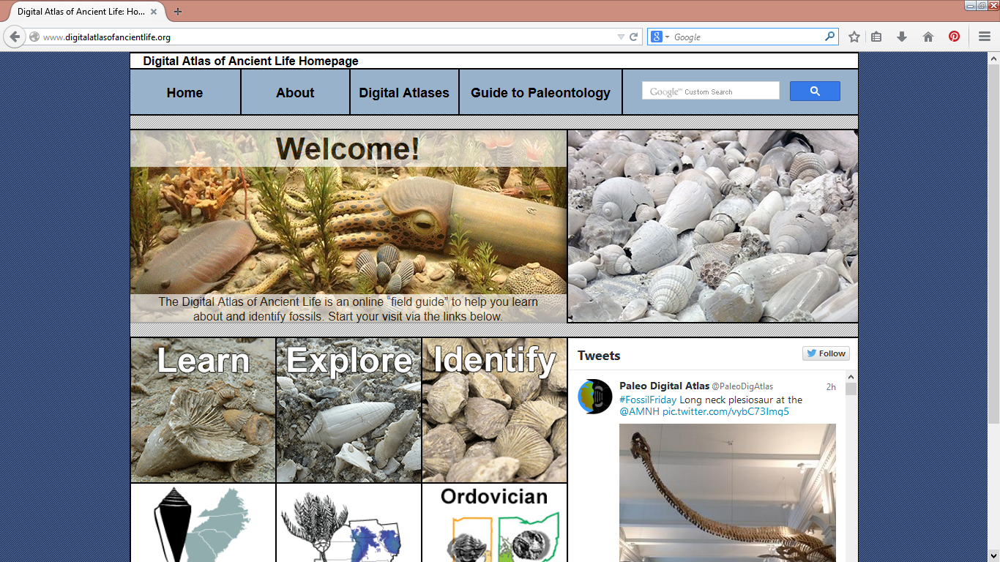 Digital Atlas of Ancient Life: Ho...
www.digitalatlasofancientlife.org
Google
Digital Atlas of Ancient Life Homepage
Home
About
Digital Atlases
Guide to Paleontology
Google™ Custom Search
Welcome!
The Digital Atlas of Ancient Life is an online "field guide" to help you learn
about and identify fossils. Start your visit via the links below.
Learn
Explore
Identify
Tweets
Follow
Paleo Digital Atlas @PaleoDigAtlas
2h
#FossilFriday Long neck plesiosaur at the
@AMNH pic.twitter.com/vybC73Imq5
Ordovician